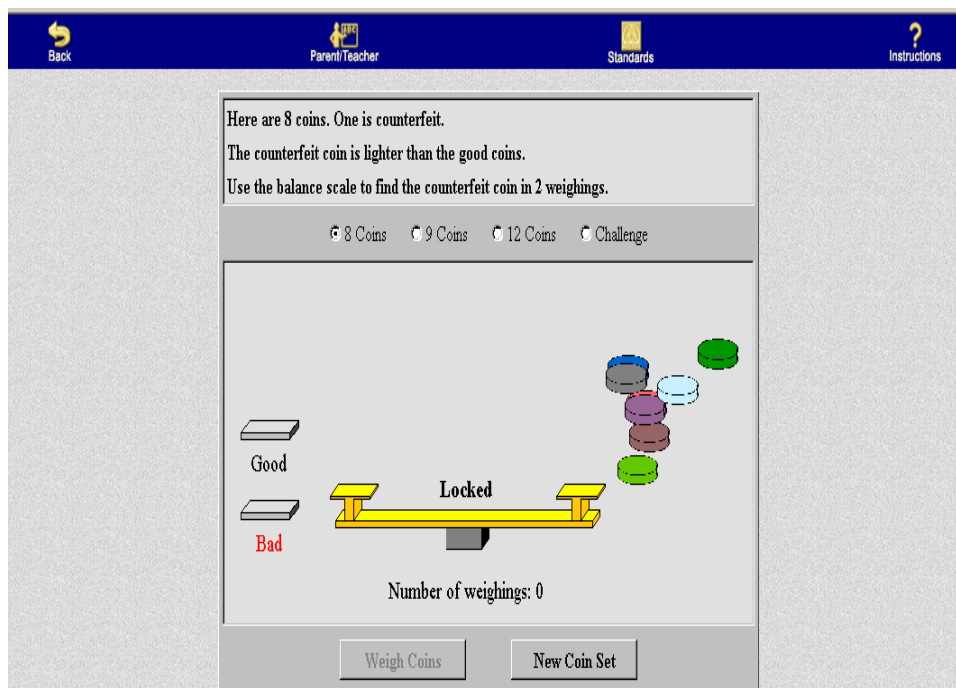 Back
Parent/Teacher
Standards
?
Instructions
Here are 8 coins. One is counterfeit.
The counterfeit coin is lighter than the good coins.
Use the balance scale to find the counterfeit coin in 2 weighings.
8 Coins 9 Coins 12 Coins Challenge
Good
Locked
Bad
Number of weighings: 0
Weigh Coins New Coin Set